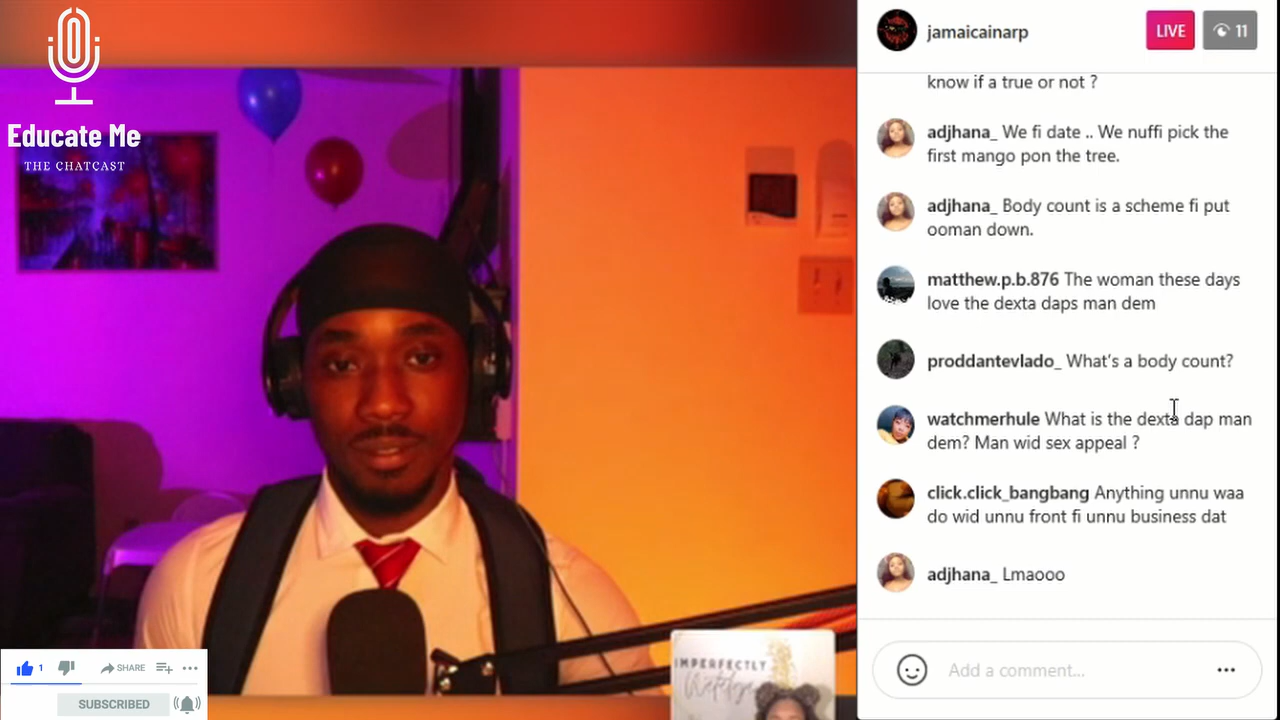 Educate Me
THE CHATCAST
jamaicainarp
LIVE
11
know if a true or not ?
adjhana_ We fi date .. We nuffi pick the
first mango pon the tree.
adjhana_ Body count is a scheme fi put
ooman down.
matthew.p.b.876 The woman these days
love the dexta daps man dem
proddantevlado_ What's a body count?
watchmerhule What is the dexta dap man
dem? Man wid sex appeal ?
click.click_bangbang Anything unnu waa
do wid unnu front fi unnu business dat
adjhana_ Lmaooo
Add a comment...
1
SHARE
SUBSCRIBED
IMPERFECTLY